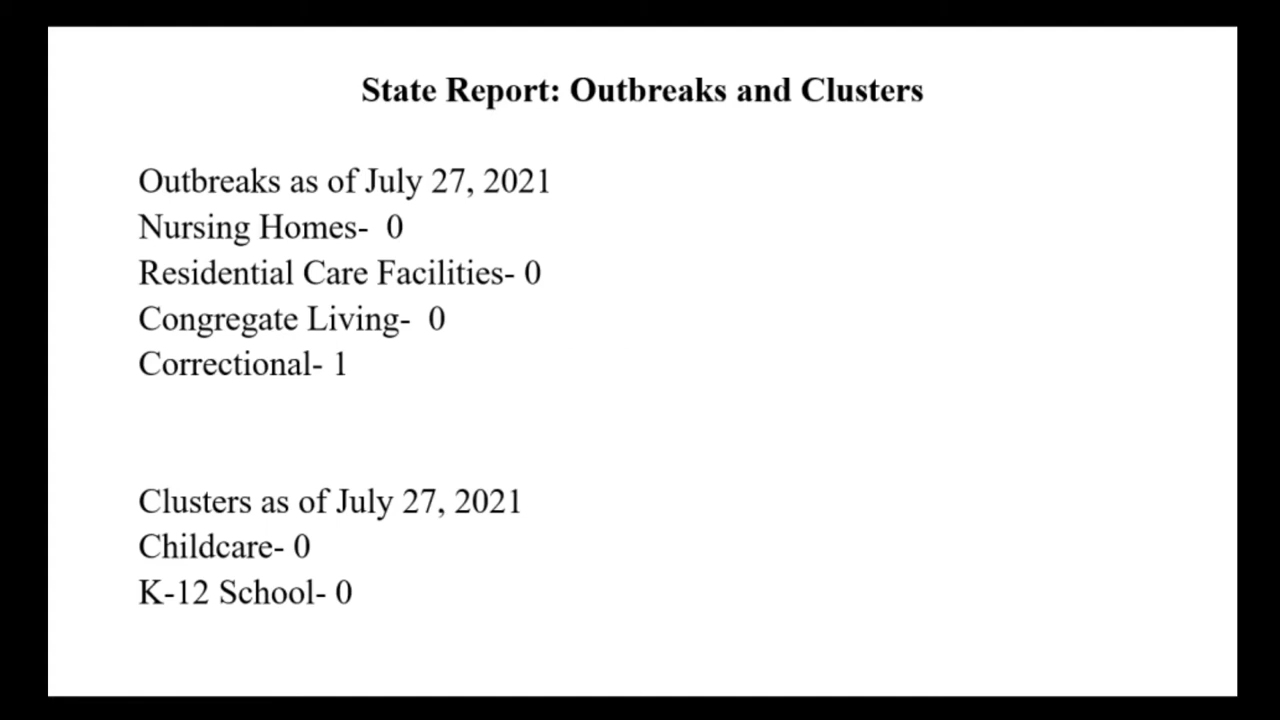 State Report: Outbreaks and Clusters
Outbreaks as of July 27, 2021
Nursing Homes-  0
Residential Care Facilities- 0
Congregate Living-  0
Correctional- 1
Clusters as of July 27, 2021
Childcare- 0
K-12 School- 0